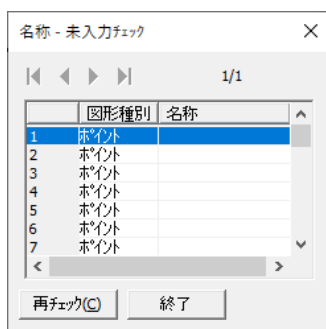 名称 - 未入力ﾁｪｯｸ
1/1
図形種別 名称
1 ﾎﾟｲﾝﾄ
2 ﾎﾟｲﾝﾄ
3 ﾎﾟｲﾝﾄ
4 ﾎﾟｲﾝﾄ
5 ﾎﾟｲﾝﾄ
6 ﾎﾟｲﾝﾄ
7 ﾎﾟｲﾝﾄ
再ﾁｪｯｸ(C) 終了